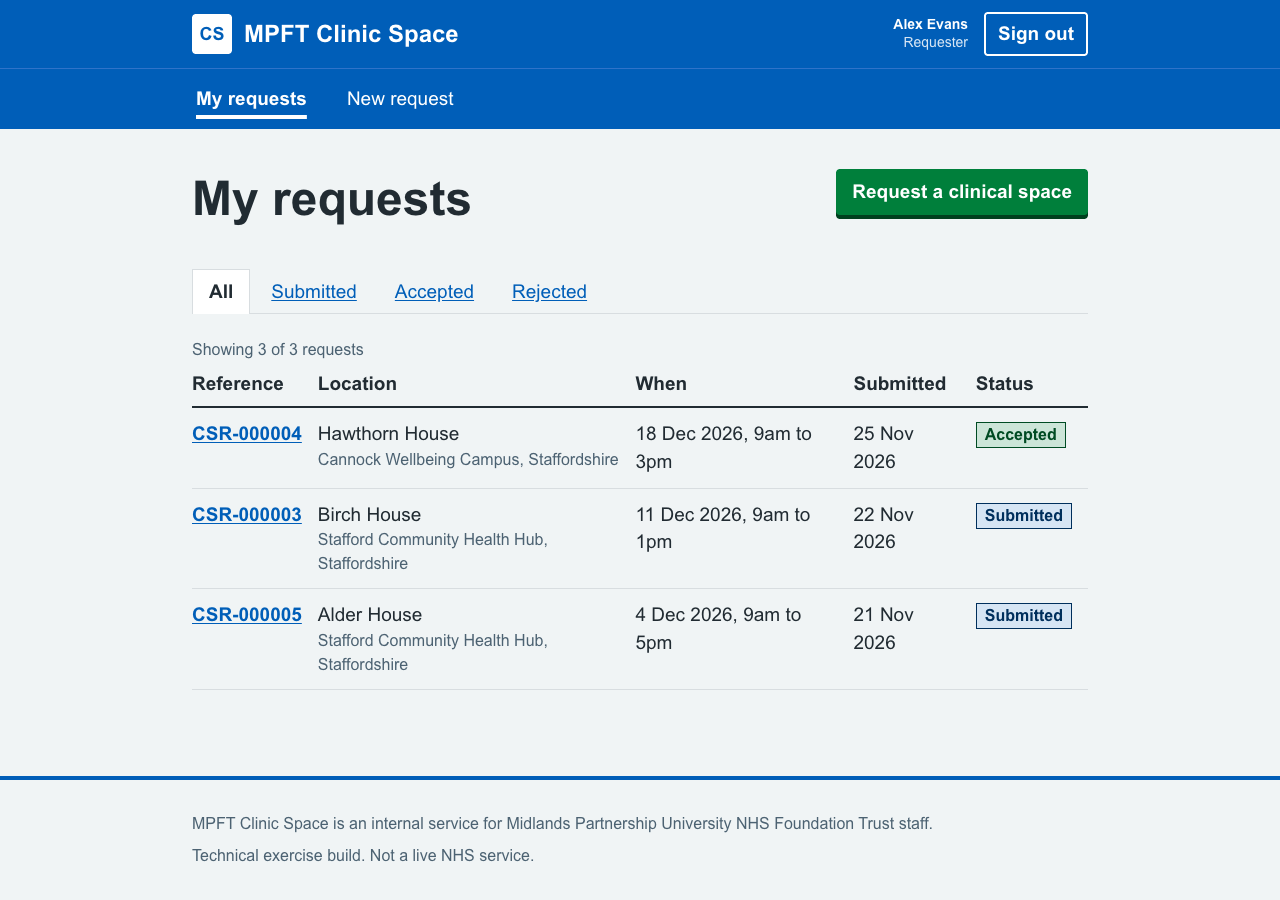 CS MPFT Clinic Space
Alex Evans
Requester
Sign out
My requests New request
My requests
Request a clinical space
All Submitted Accepted Rejected
Showing 3 of 3 requests
Reference Location When Submitted Status
CSR-000004 Hawthorn House 18 Dec 2026, 9am to 25 Nov Accepted
Cannock Wellbeing Campus, Staffordshire 3pm 2026
CSR-000003 Birch House 11 Dec 2026, 9am to 22 Nov Submitted
Stafford Community Health Hub, 1pm 2026
Staffordshire
CSR-000005 Alder House 4 Dec 2026, 9am to 21 Nov Submitted
Stafford Community Health Hub, 5pm 2026
Staffordshire
MPFT Clinic Space is an internal service for Midlands Partnership University NHS Foundation Trust staff.
Technical exercise build. Not a live NHS service.